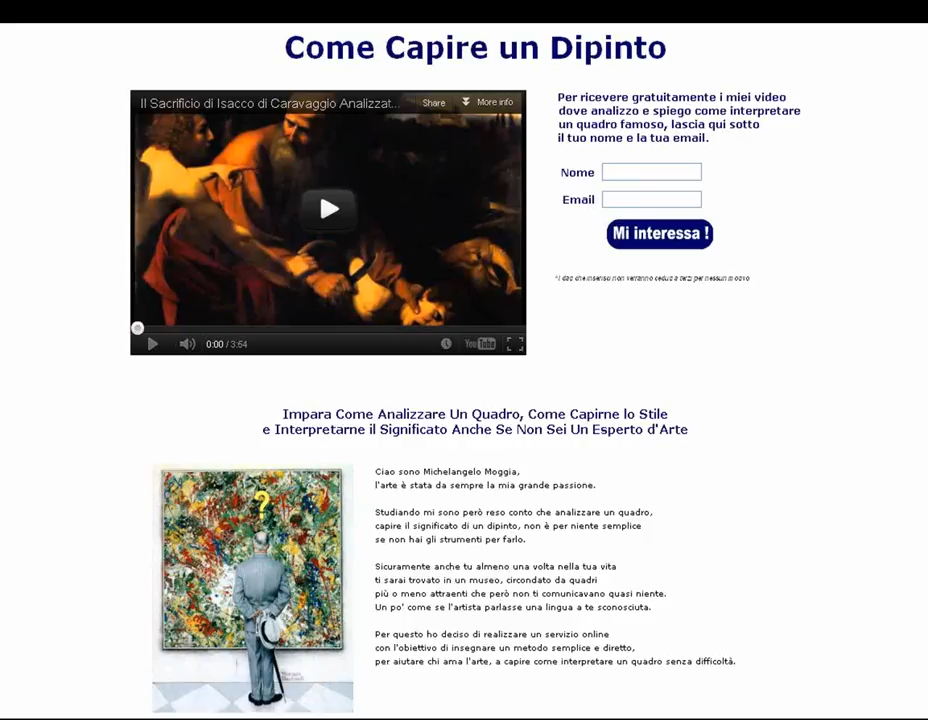 Come Capire un Dipinto
Il Sacrificio di Isacco di Caravaggio Analizzat...
Share
More info
0:00 / 3:54
YouTube
Per ricevere gratuitamente i miei video
dove analizzo e spiego come interpretare
un quadro famoso, lascia qui sotto
il tuo nome e la tua email.
Nome
Email
Mi interessa !
Impara Come Analizzare Un Quadro, Come Capirne lo Stile
e Interpretarne il Significato Anche Se Non Sei Un Esperto d'Arte
?
Ciao sono Michelangelo Moggia,
l'arte è stata da sempre la mia grande passione.
Studiando mi sono però reso conto che analizzare un quadro,
capire il significato di un dipinto, non è per niente semplice
se non hai gli strumenti per farlo.
Sicuramente anche tu almeno una volta nella tua vita
ti sarai trovato in un museo, circondato da quadri
più o meno attraenti che però non ti comunicavano quasi niente.
Un po' come se l'artista parlasse una lingua a te sconosciuta.
Per questo ho deciso di realizzare un servizio online
con l'obiettivo di insegnare un metodo semplice e diretto,
per aiutare chi ama l'arte, a capire come interpretare un quadro senza difficoltà.